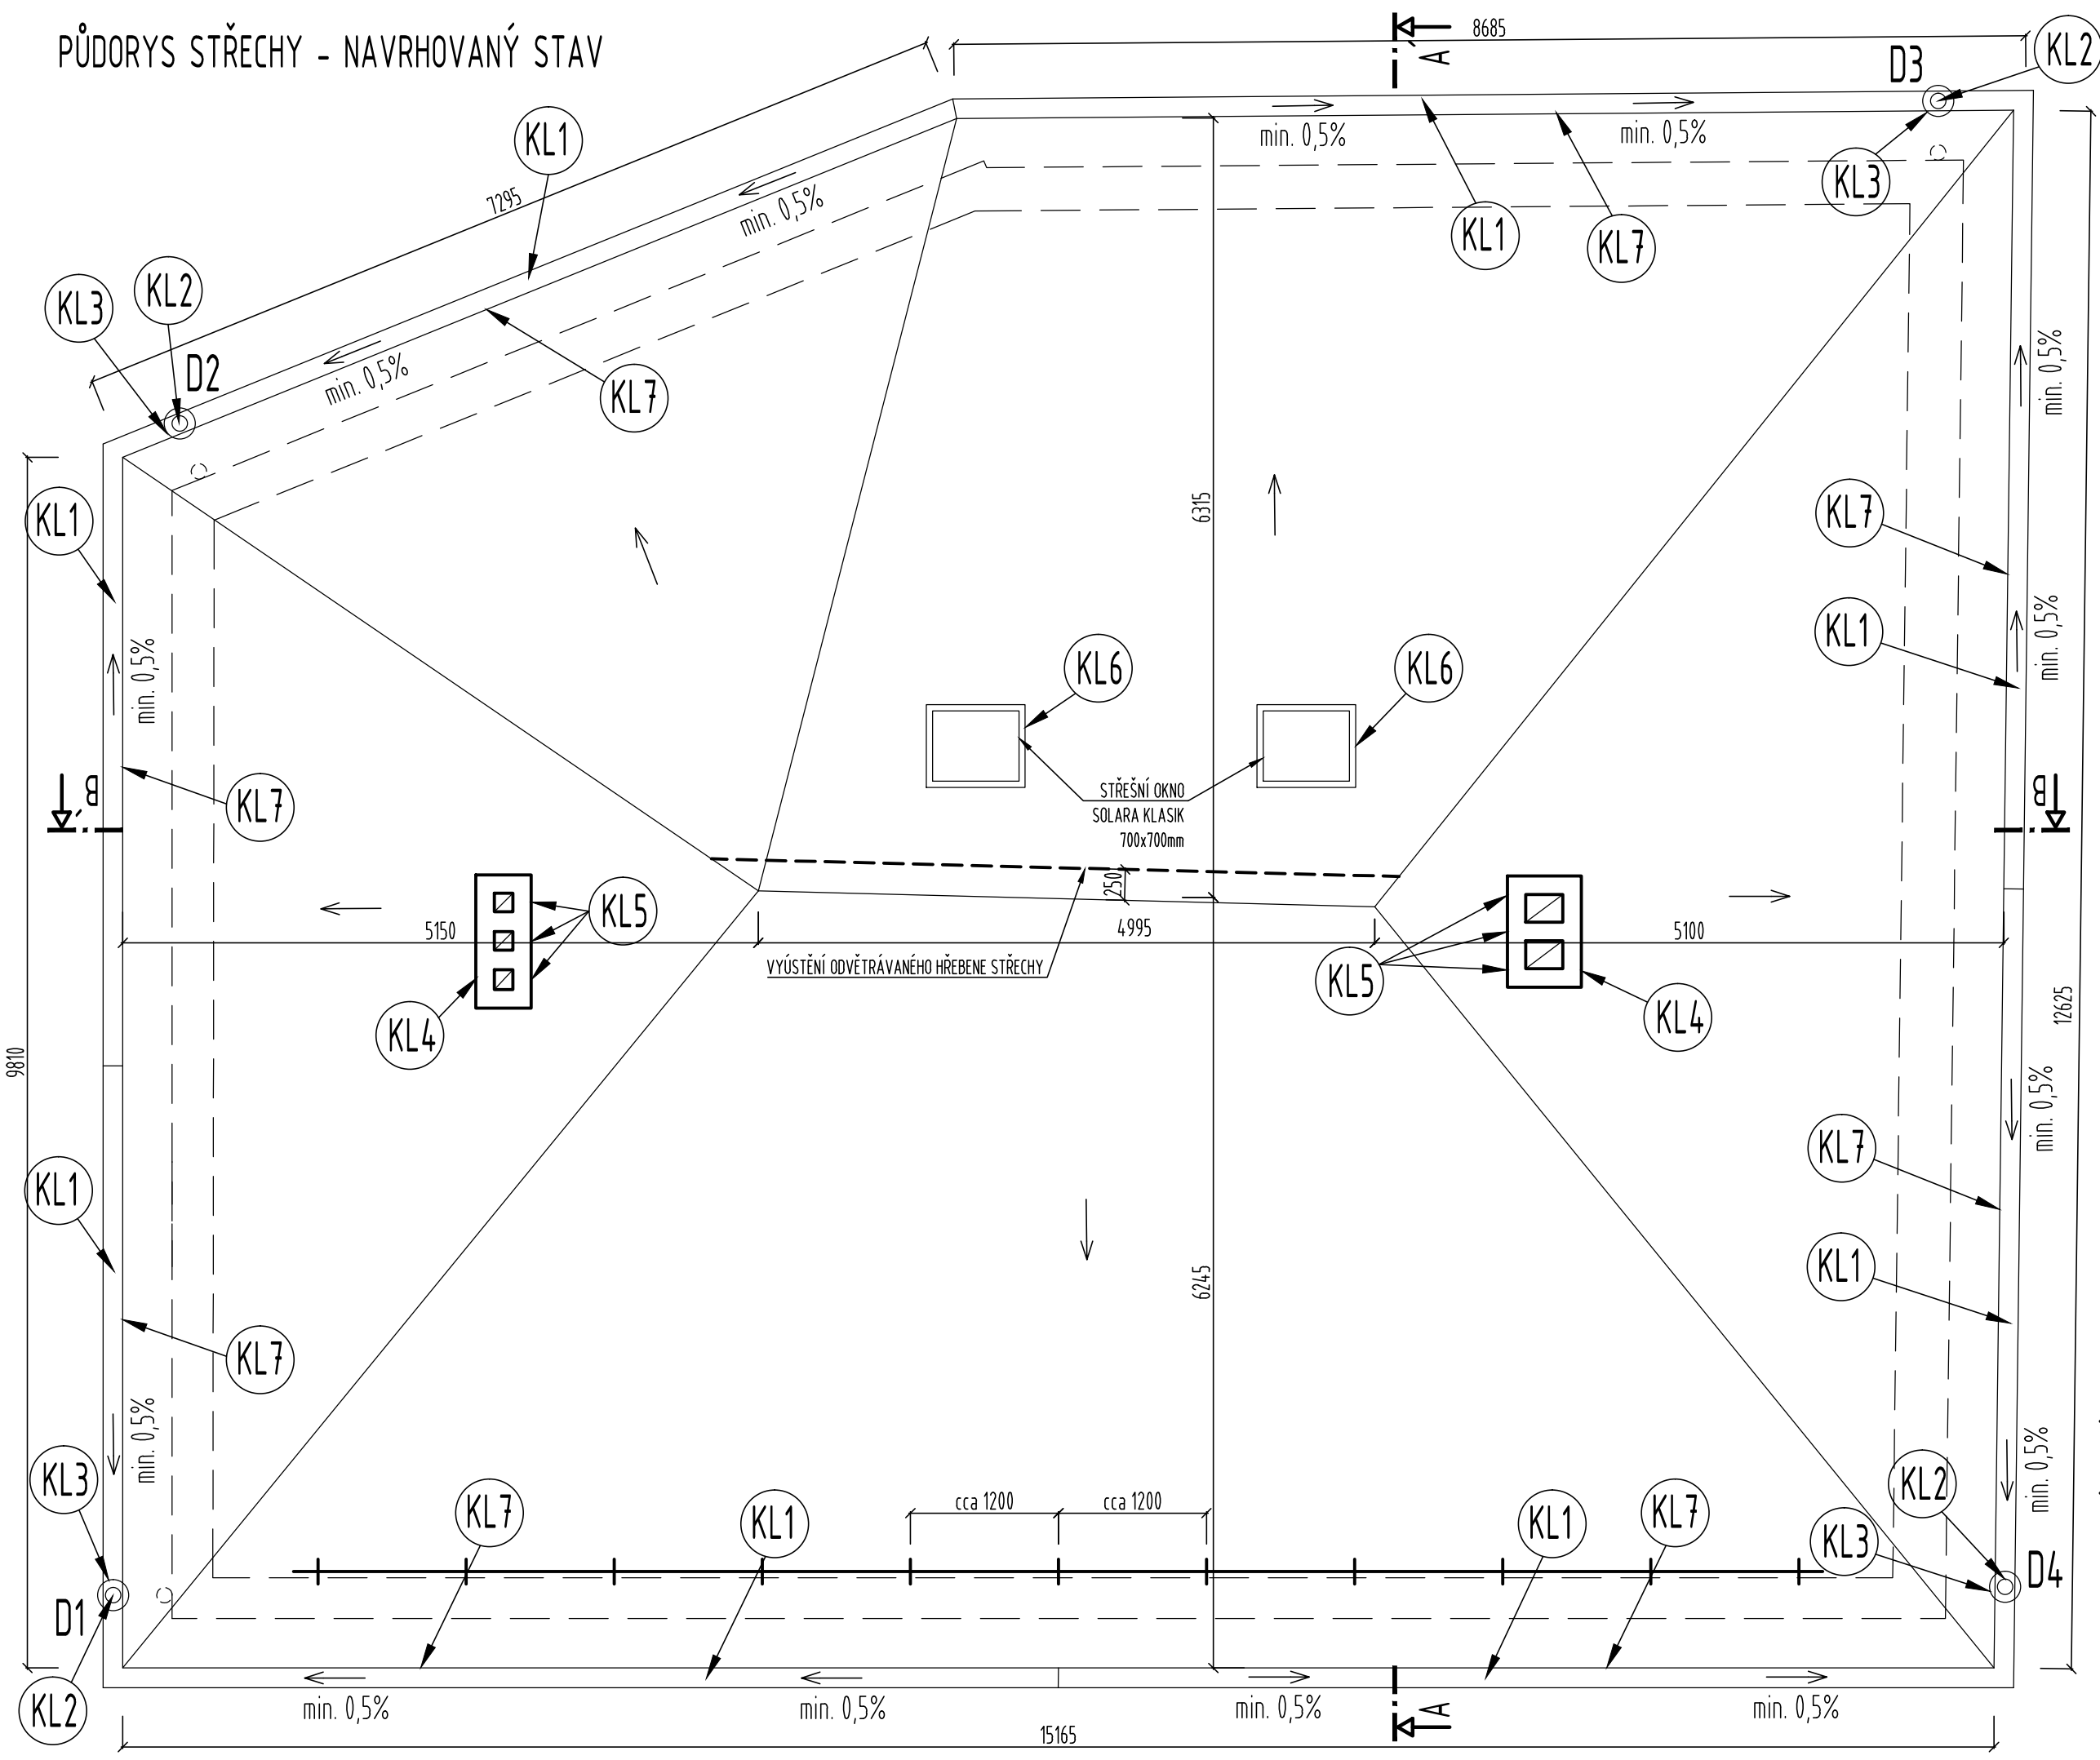 PŮDORYS STŘECHY - NAVRHOVANÝ STAV
8685
A´
D3
KL2
KL1
7295
min. 0,5%
min. 0,5%
min. 0,5%
KL3
KL1
KL7
KL3
KL2
D2
min. 0,5%
KL7
min. 0,5%
KL1
6315
KL7
min. 0,5%
KL1
min. 0,5%
KL6
KL6
B´
KL7
STŘEŠNÍ OKNO
SOLARA KLASIK
700x700mm
B
250
KL5
5150
4995
5100
VYÚSTĚNÍ ODVĚTRÁVANÉHO HŘEBENE STŘECHY
KL5
KL4
KL4
12625
9810
min. 0,5%
KL7
KL1
6245
KL1
KL7
min. 0,5%
min. 0,5%
KL3
KL7
cca 1200
cca 1200
KL1
KL1
KL7
KL2
KL3
D4
D1
KL2
min. 0,5%
min. 0,5%
min. 0,5%
A
min. 0,5%
15165